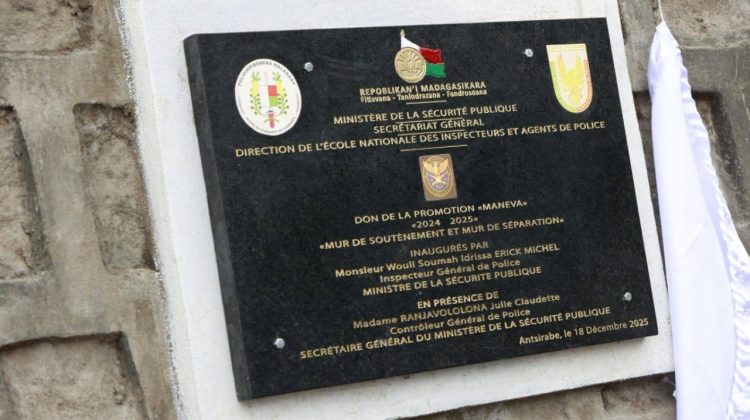 REPOBLIKAN'I MADAGASIKARA
Fitiavana - Tanindrazana - Fandrosoana
MINISTÈRE DE LA SÉCURITÉ PUBLIQUE
SECRÉTARIAT GÉNÉRAL
DIRECTION DE L'ÉCOLE NATIONALE DES INSPECTEURS ET AGENTS DE POLICE
DON DE LA PROMOTION «MANEVA»
«2024 2025»
«MUR DE SOUTÈNEMENT ET MUR DE SÉPARATION»
INAUGURÉS PAR
Monsieur Wouli Soumah Idrissa ERICK MICHEL
Inspecteur Général de Police
MINISTRE DE LA SÉCURITÉ PUBLIQUE
EN PRÉSENCE DE
Madame RANJAVOLOLONA Julie Claudette
Contrôleur Général de Police
SECRÉTAIRE GÉNÉRAL DU MINISTÈRE DE LA SÉCURITÉ PUBLIQUE
Antsirabe, le 18 Décembre 2025